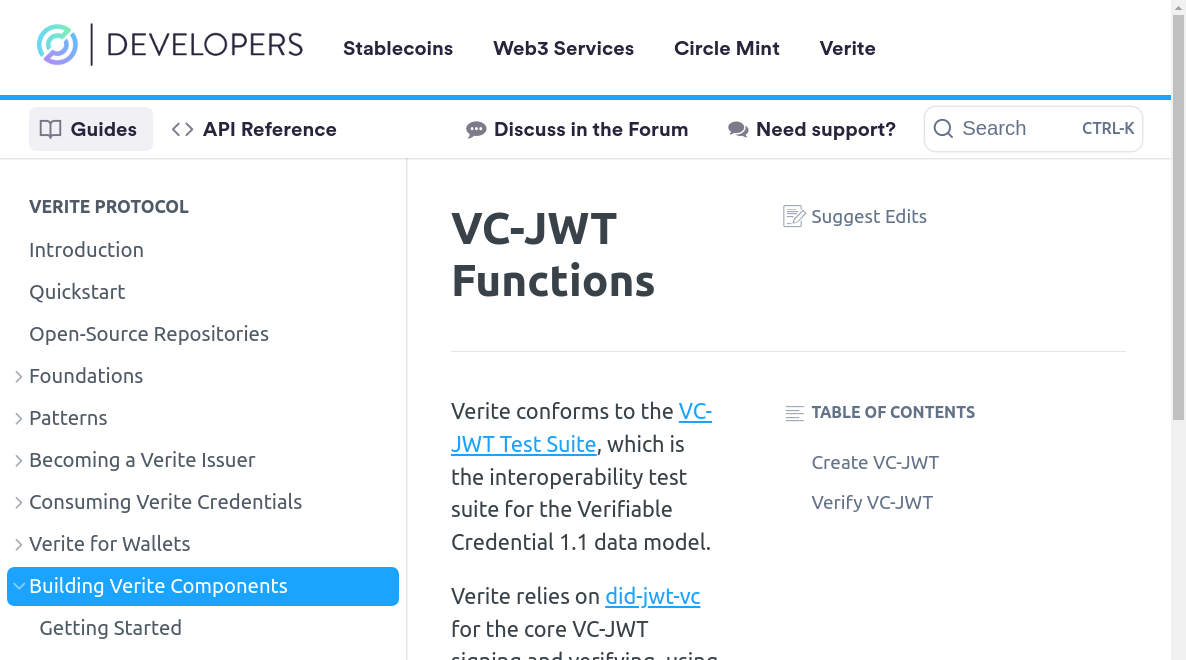 DEVELOPERS
Stablecoins Web3 Services Circle Mint Verite
Guides API Reference Discuss in the Forum Need support? Search CTRL-K
VERITE PROTOCOL
Introduction
Quickstart
Open-Source Repositories
Foundations
Patterns
Becoming a Verite Issuer
Consuming Verite Credentials
Verite for Wallets
Building Verite Components
Getting Started
VC-JWT
Functions
Suggest Edits
Verite conforms to the VC-
JWT Test Suite, which is
the interoperability test
suite for the Verifiable
Credential 1.1 data model.
Verite relies on did-jwt-vc
for the core VC-JWT
signing and verifying, using
TABLE OF CONTENTS
Create VC-JWT
Verify VC-JWT